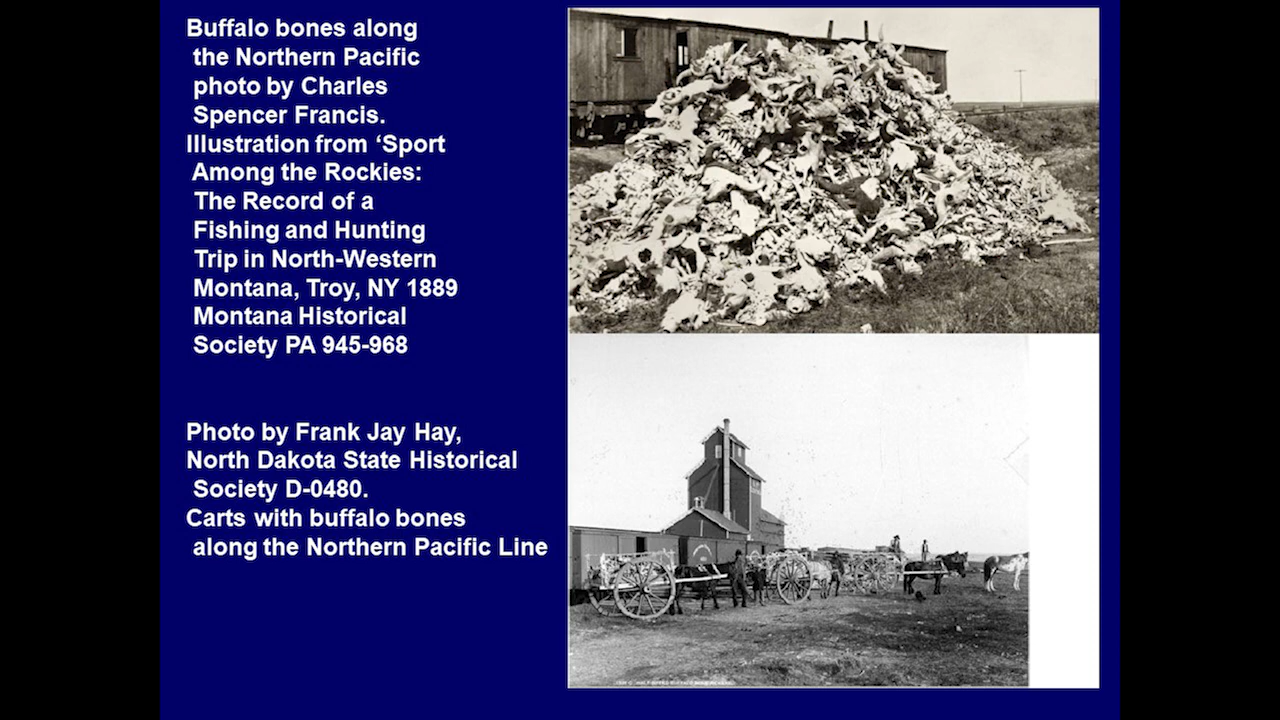 Buffalo bones along
the Northern Pacific
photo by Charles
Spencer Francis.
Illustration from ‘Sport
Among the Rockies:
The Record of a
Fishing and Hunting
Trip in North-Western
Montana, Troy, NY 1889
Montana Historical
Society PA 945-968
Photo by Frank Jay Hay,
North Dakota State Historical
Society D-0480.
Carts with buffalo bones
along the Northern Pacific Line